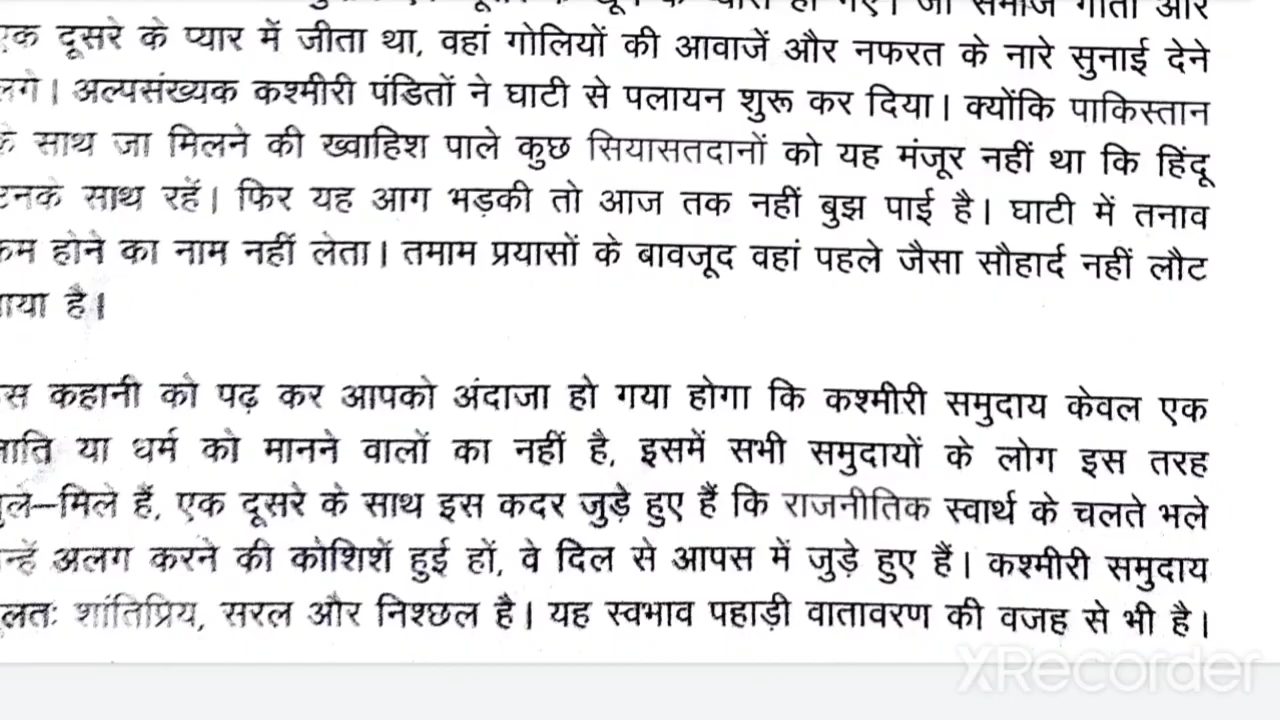 एक दूसरे के प्यार में जीता था, वहां गोलियों की आवाजें और नफरत के नारे सुनाई देने
लगे। अल्पसंख्यक कश्मीरी पंडितों ने घाटी से पलायन शुरू कर दिया। क्योंकि पाकिस्तान
के साथ जा मिलने की ख्वाहिश पाले कुछ सियासतदानों को यह मंजूर नहीं था कि हिंदू
उनके साथ रहें। फिर यह आग भड़की तो आज तक नहीं बुझ पाई है। घाटी में तनाव
कम होने का नाम नहीं लेता। तमाम प्रयासों के बावजूद वहां पहले जैसा सौहार्द नहीं लौट
पाया है।
इस कहानी को पढ़ कर आपको अंदाजा हो गया होगा कि कश्मीरी समुदाय केवल एक
जाति या धर्म को मानने वालों का नहीं है, इसमें सभी समुदायों के लोग इस तरह
घुले–मिले हैं, एक दूसरे के साथ इस कदर जुड़े हुए हैं कि राजनीतिक स्वार्थ के चलते भले
उन्हें अलग करने की कोशिशें हुई हों, वे दिल से आपस में जुड़े हुए हैं। कश्मीरी समुदाय
मूलतः शांतिप्रिय, सरल और निश्छल है। यह स्वभाव पहाड़ी वातावरण की वजह से भी है।
XRecorder